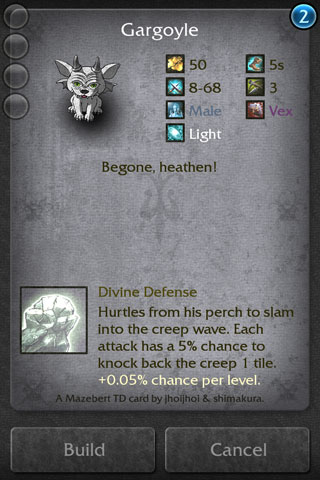 2
Gargoyle
50
5s
8-68
3
Male
Vex
Light
Begone, heathen!
Divine Defense
Hurtles from his perch to slam
into the creep wave. Each
attack has a 5% chance to
knock back the creep 1 tile.
+0.05% chance per level.
A Mazebert TD card by jhoijhoi & shimakura.
Build
Cancel